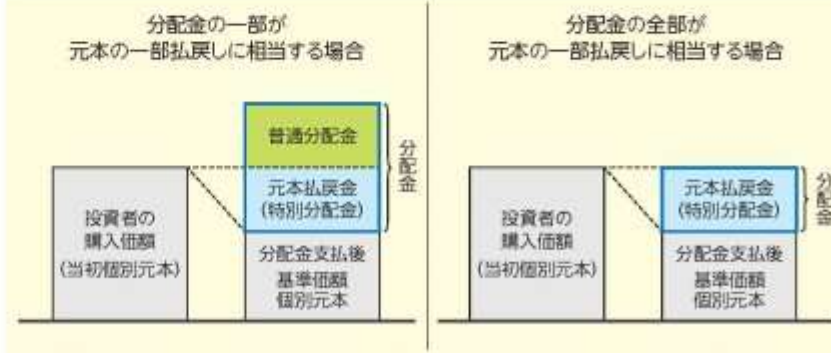 分配金の一部が
元本の一部払戻しに相当する場合
普通分配金
元本払戻金
(特別分配金)
分配金
投資者の
購入価額
(当初個別元本)
分配金支払後
基準価額
個別元本
分配金の全部が
元本の一部払戻しに相当する場合
元本払戻金
(特別分配金)
分配金
投資者の
購入価額
(当初個別元本)
分配金支払後
基準価額
個別元本